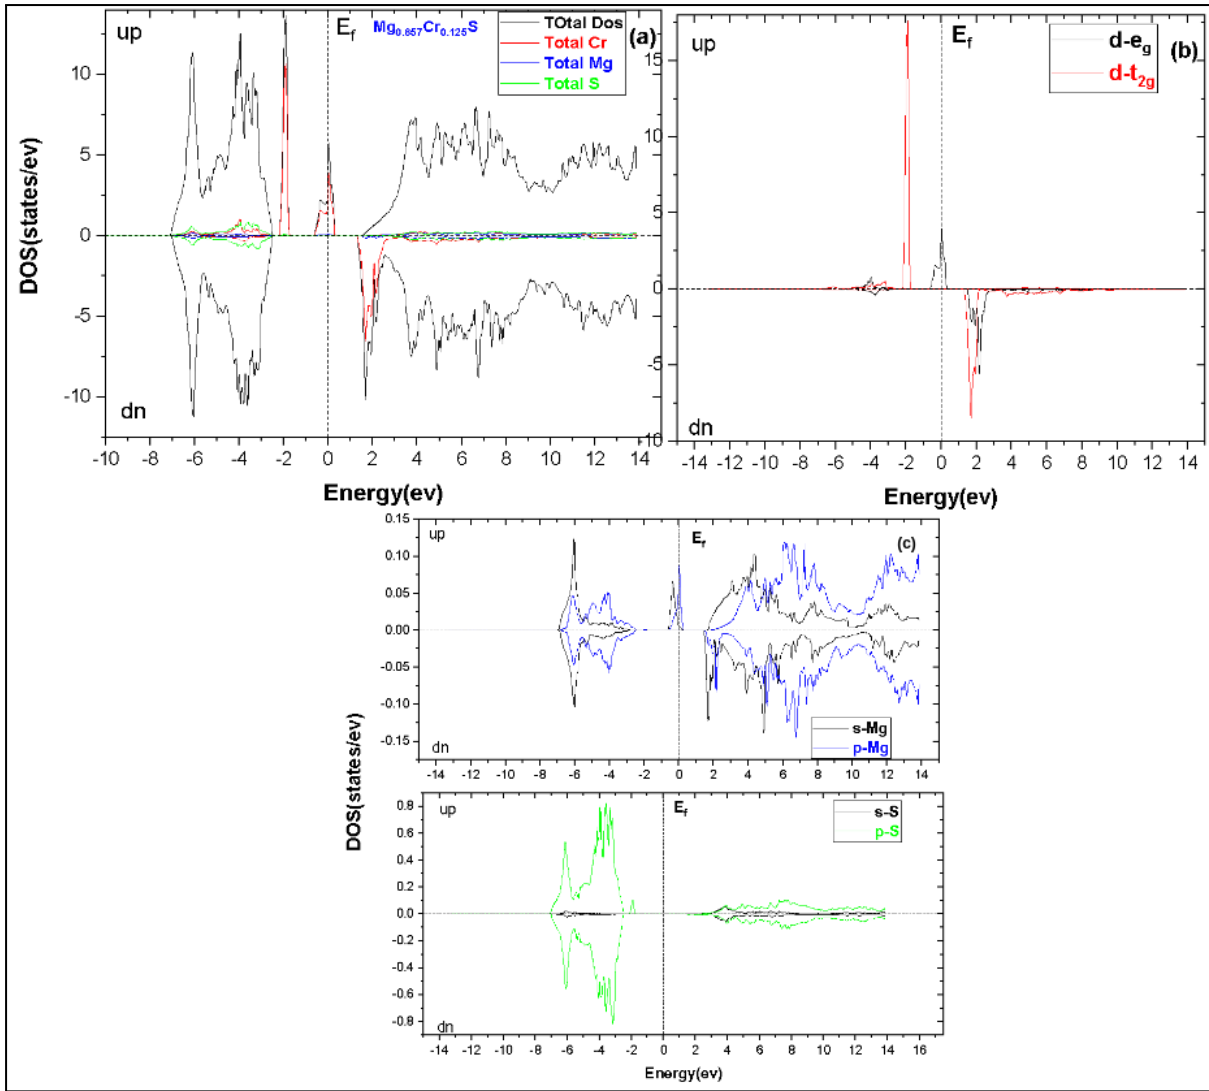 up
E_f
Mg_0.857Cr_0.125S
TOtal Dos
Total Cr
Total Mg
Total S
(a)
10
5
0
-5
-10
DOS(states/ev)
dn
-10 -8 -6 -4 -2 0 2 4 6 8 10 12 14
Energy(ev)
up
E_f
d-e_g
d-t_2g
(b)
15
10
5
0
-5
-10
dn
-14 -12 -10 -8 -6 -4 -2 0 2 4 6 8 10 12 14
Energy(ev)
up
E_f
(c)
0.15
0.10
0.05
0.00
-0.05
-0.10
-0.15
s-Mg
p-Mg
dn
-14 -12 -10 -8 -6 -4 -2 0 2 4 6 8 10 12 14
DOS(states/ev)
up
E_f
s-S
p-S
0.8
0.6
0.4
0.2
0.0
-0.2
-0.4
-0.6
-0.8
dn
-14 -12 -10 -8 -6 -4 -2 0 2 4 6 8 10 12 14 16
Energy(ev)